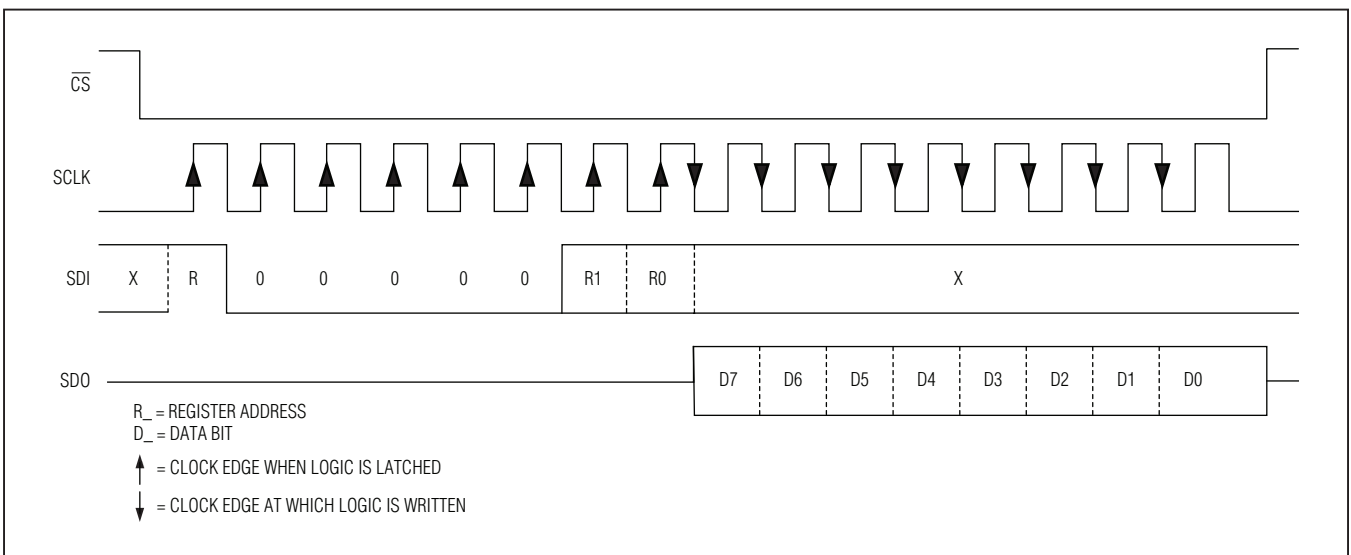 CS
SCLK
SDI X R 0 0 0 0 0 R1 R0 X
SDO D7 D6 D5 D4 D3 D2 D1 D0
R_ = REGISTER ADDRESS
D_ = DATA BIT
= CLOCK EDGE WHEN LOGIC IS LATCHED
= CLOCK EDGE AT WHICH LOGIC IS WRITTEN